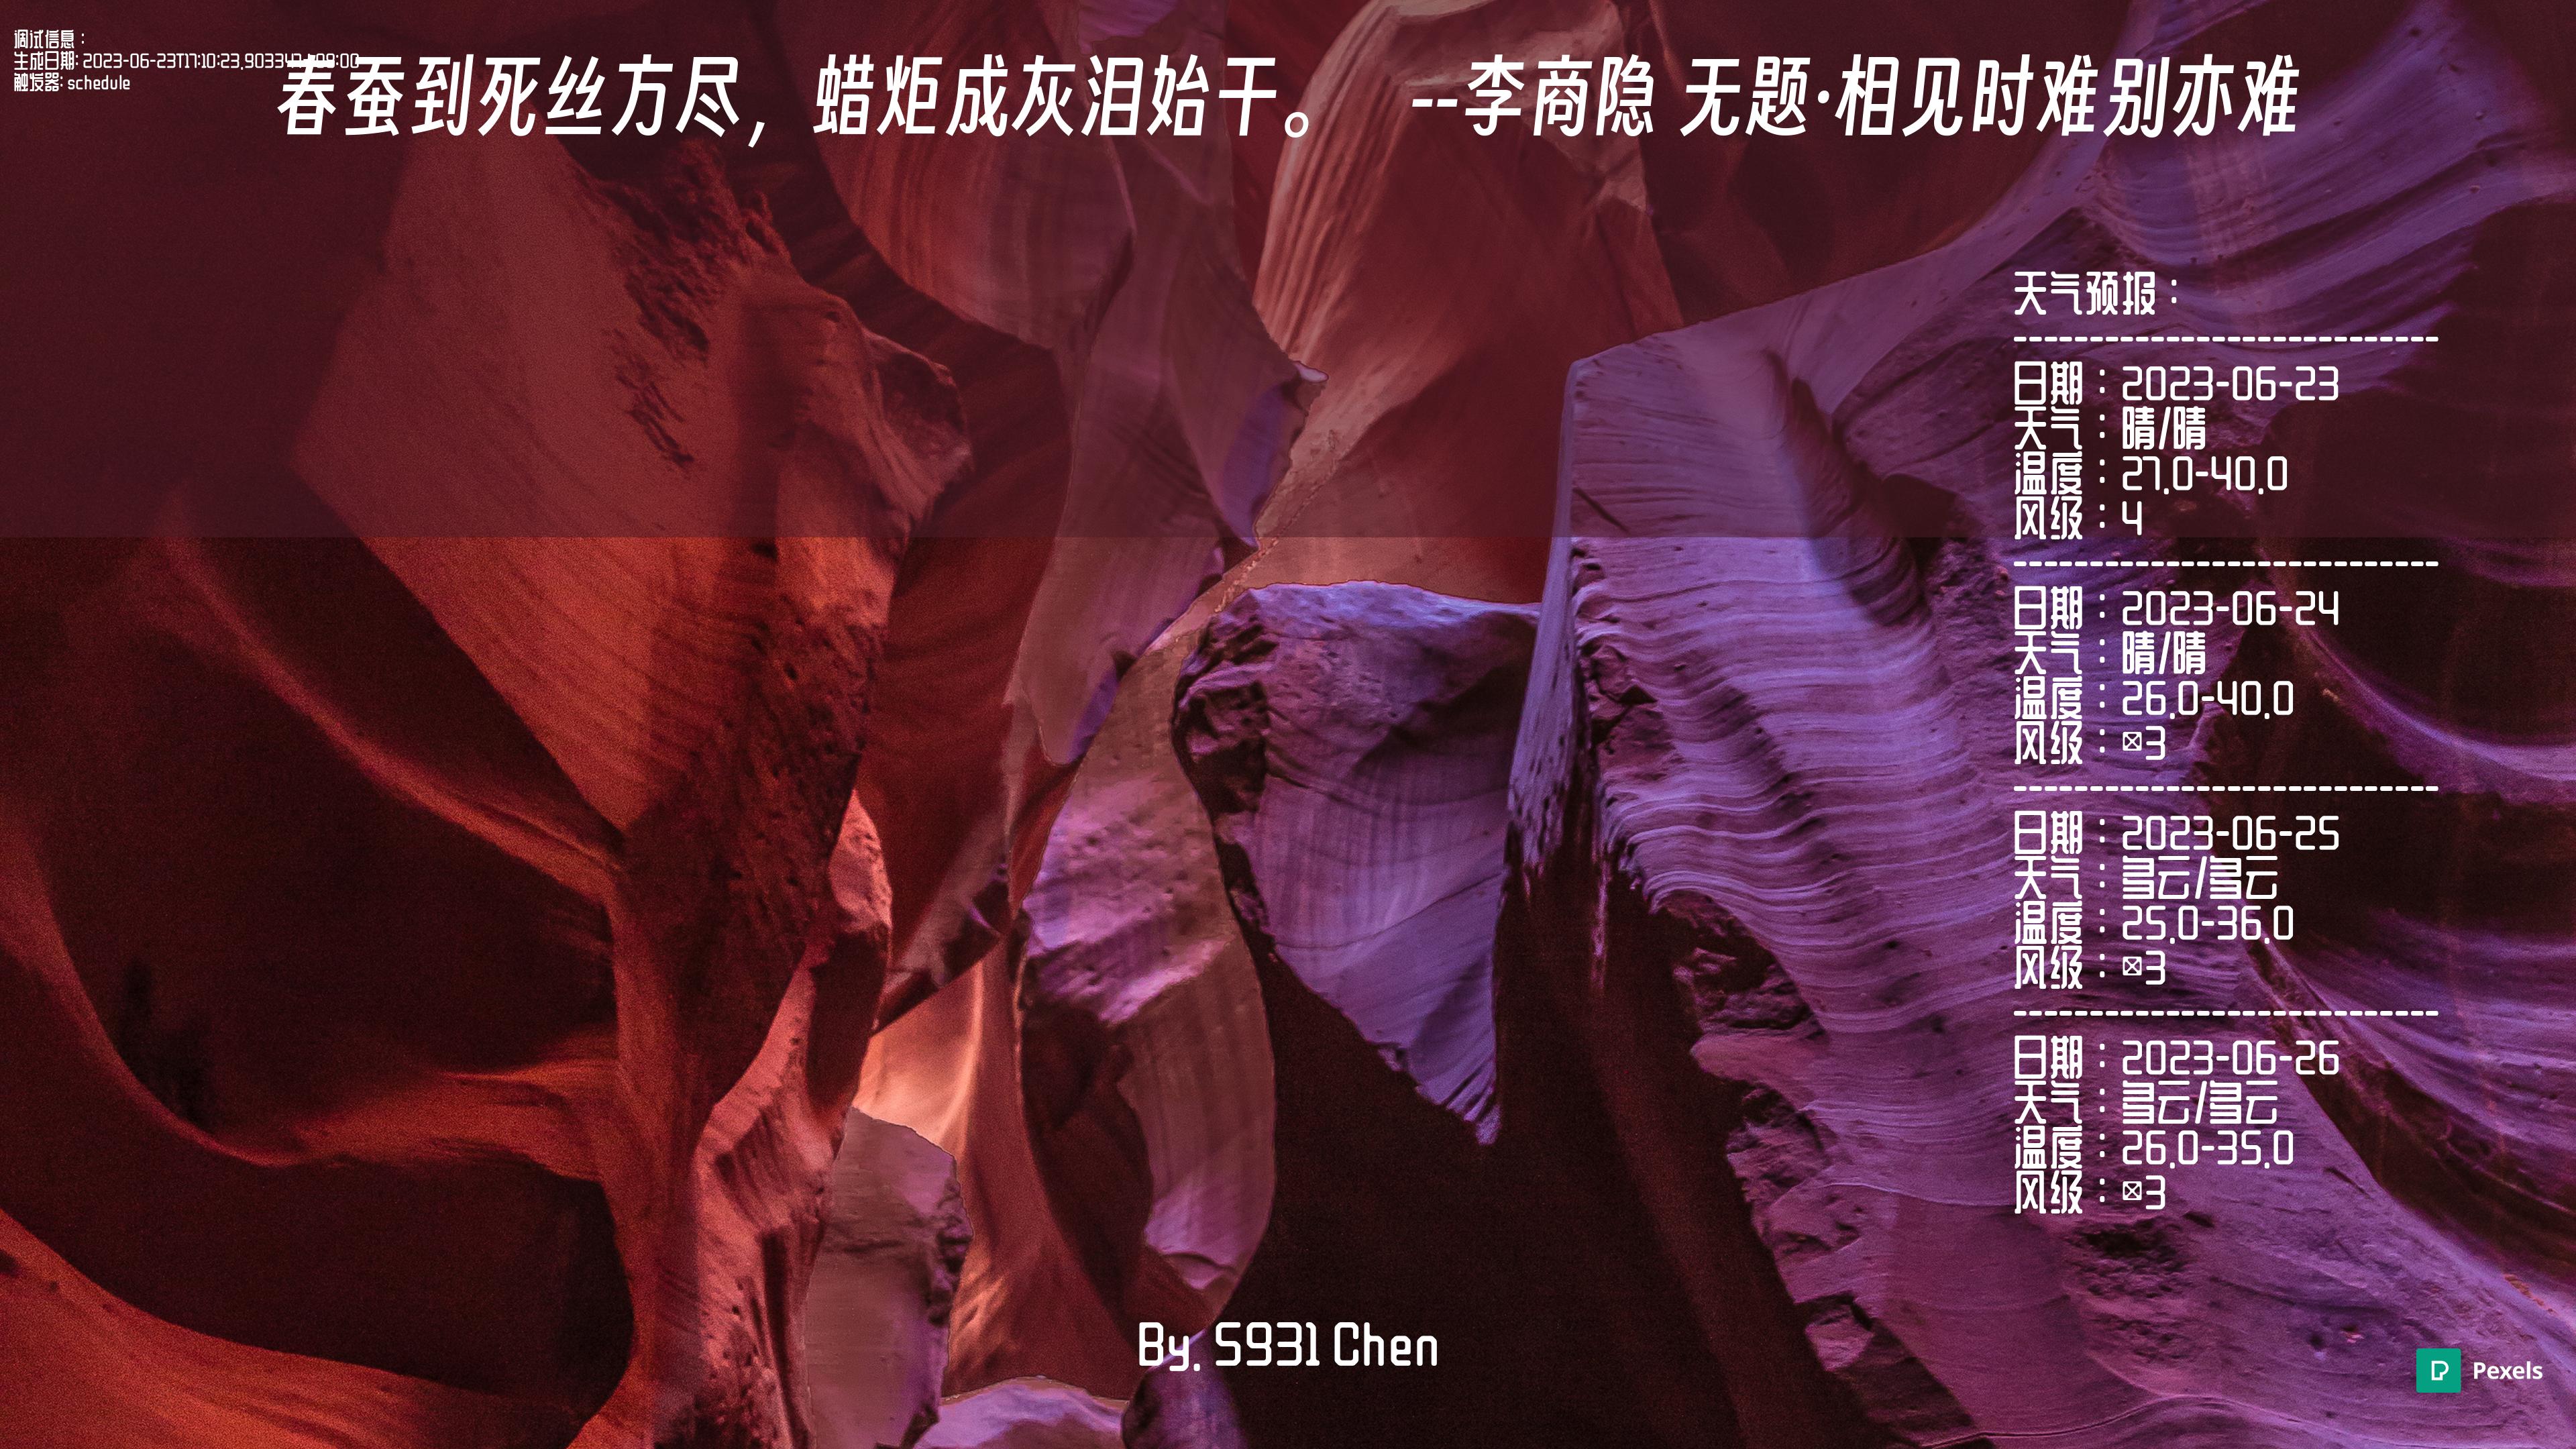 调试信息：
生成日期: 2023-06-23T17:10:23.903347+08:00
触发器: schedule
春蚕到死丝方尽，蜡炬成灰泪始干。 --李商隐 无题·相见时难别亦难
天气预报：
----------------------------
日期：2023-06-23
天气：晴/晴
温度：27.0-40.0
风级：4
----------------------------
日期：2023-06-24
天气：晴/晴
温度：26.0-40.0
风级：3
----------------------------
日期：2023-06-25
天气：多云/多云
温度：25.0-36.0
风级：3
----------------------------
日期：2023-06-26
天气：多云/多云
温度：26.0-35.0
风级：3
By. S931 Chen
Pexels